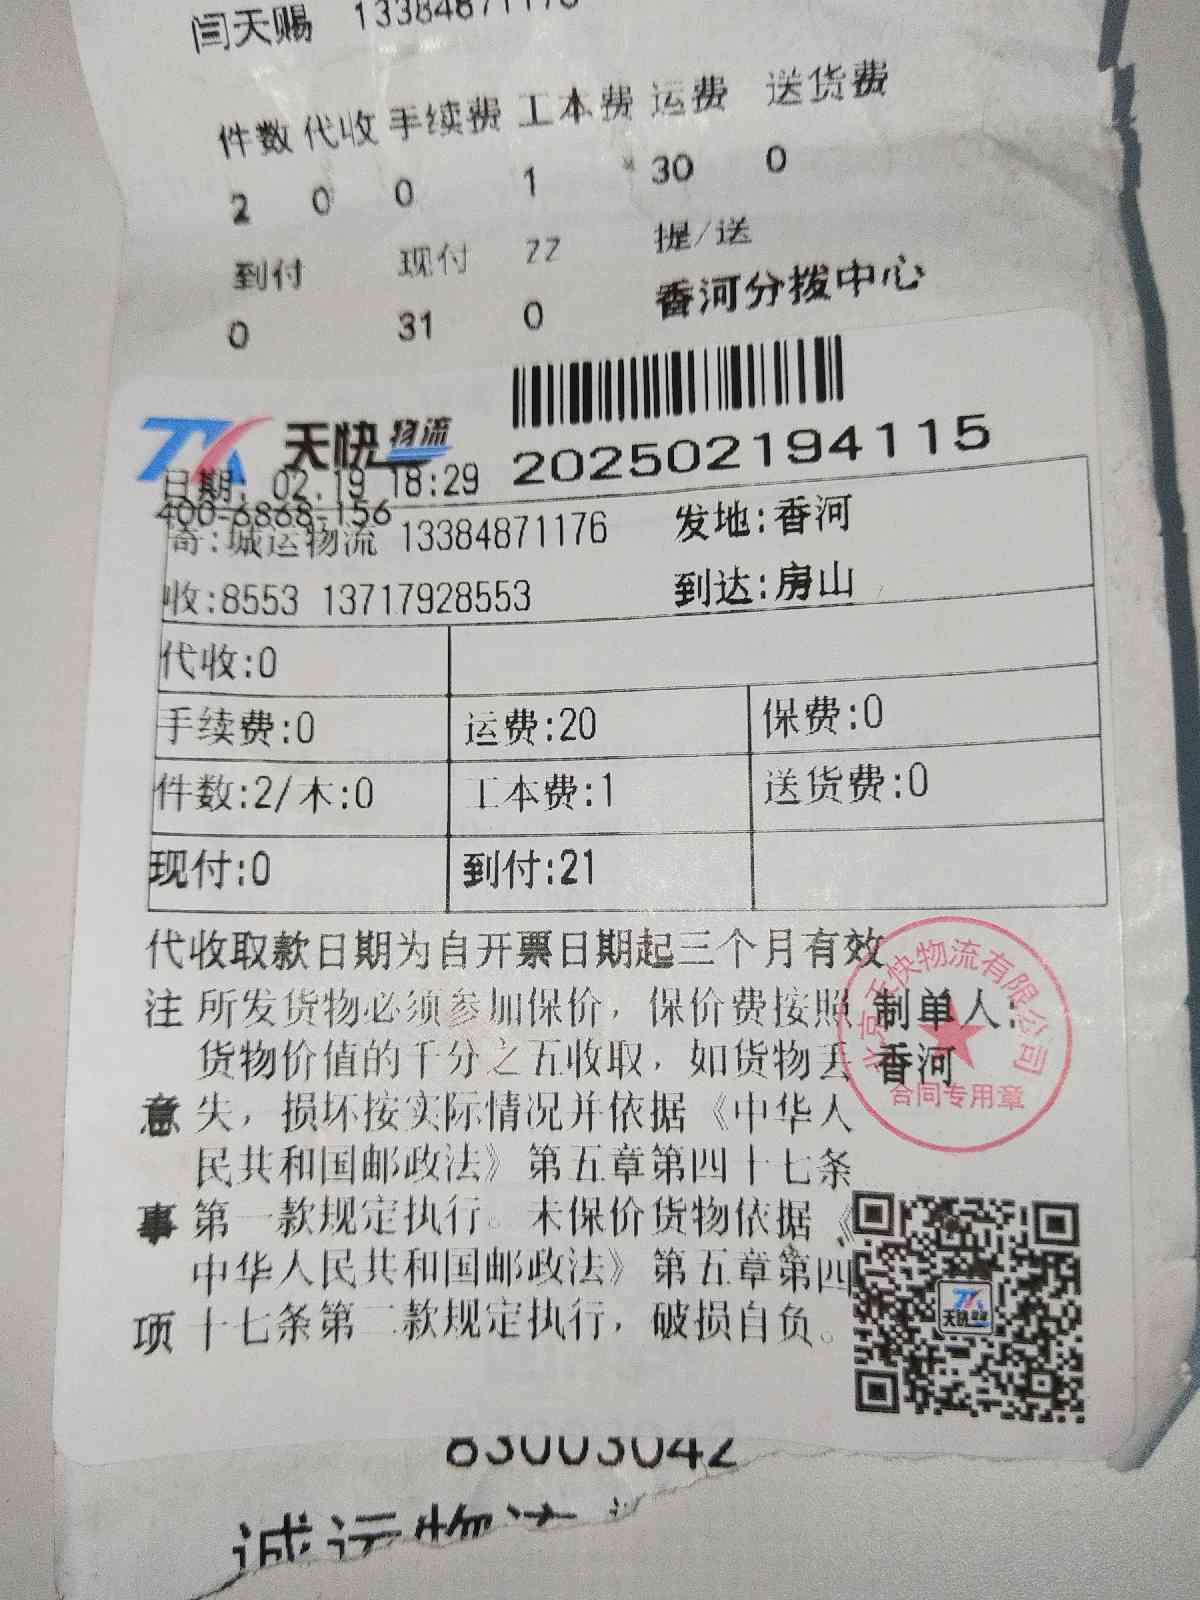 闫天赐 13384871176
件数 代收 手续费 工本费 运费 送货费
2 0 0 1 30 0
到付 现付 ZZ 提/送
0 31 0 香河分拨中心
天快物流
202502194115
日期: 02.19 18:29
400-6868-156
寄:城运物流 13384871176 发地:香河
收:8553 13717928553 到达:房山
代收:0
手续费:0 运费:20 保费:0
件数:2/木:0 工本费:1 送货费:0
现付:0 到付:21
代收取款日期为自开票日期起三个月有效
注意事项
所发货物必须参加保价，保价费按照
货物价值的千分之五收取，如货物丢
失，损坏按实际情况并依据《中华人
民共和国邮政法》第五章第四十七条
第一款规定执行。未保价货物依据《
中华人民共和国邮政法》第五章第四
十七条第二款规定执行，破损自负。
制单人:
香河
北京天快物流有限公司
合同专用章
天快物流
83003042
诚运物流